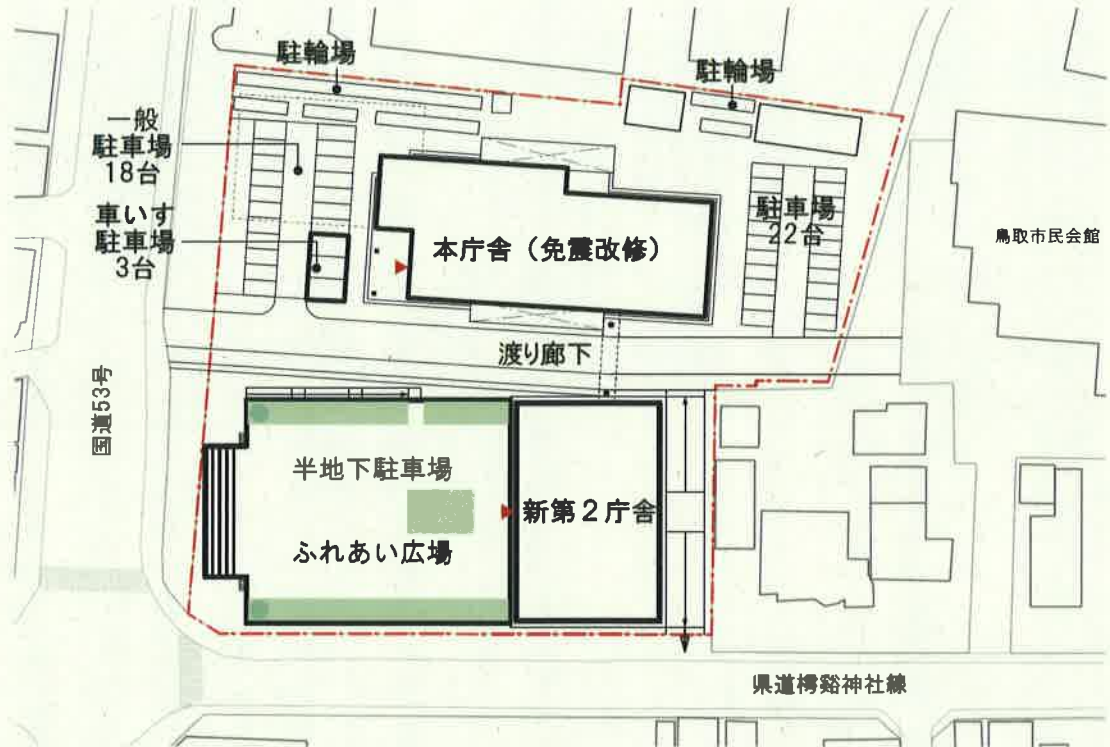 駐輪場
駐輪場
一般
駐車場
18台
車いす
駐車場
3台
本庁舎（免震改修）
駐車場
22台
鳥取市民会館
渡り廊下
国道53号
半地下駐車場
新第２庁舎
ふれあい広場
県道樗谿神社線